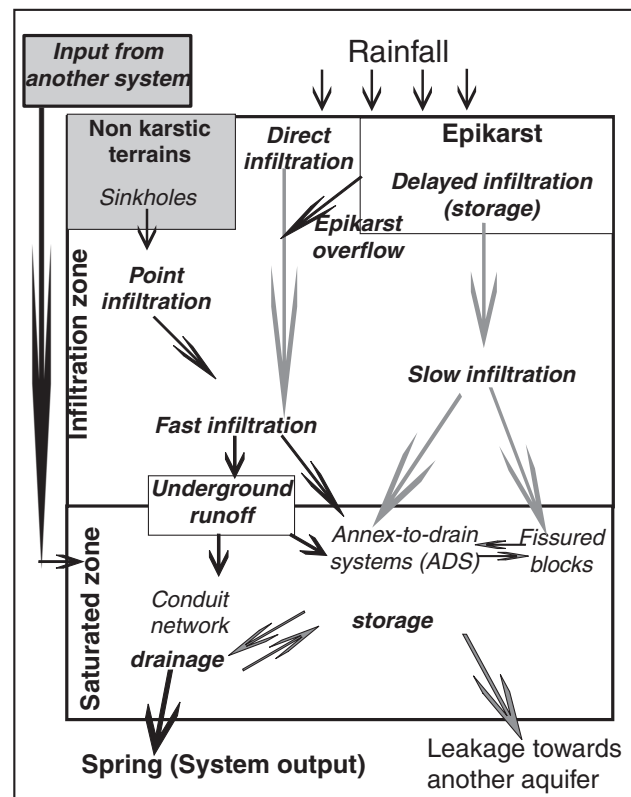 Input from
another system
Rainfall
Non karstic
terrains
Sinkholes
Direct
infiltration
Epikarst
Delayed infiltration
(storage)
Epikarst
overflow
Infiltration zone
Point
infiltration
Slow infiltration
Fast infiltration
Underground
runoff
Saturated zone
Annex-to-drain
systems (ADS)
Fissured
blocks
Conduit
network
drainage
storage
Spring (System output)
Leakage towards
another aquifer